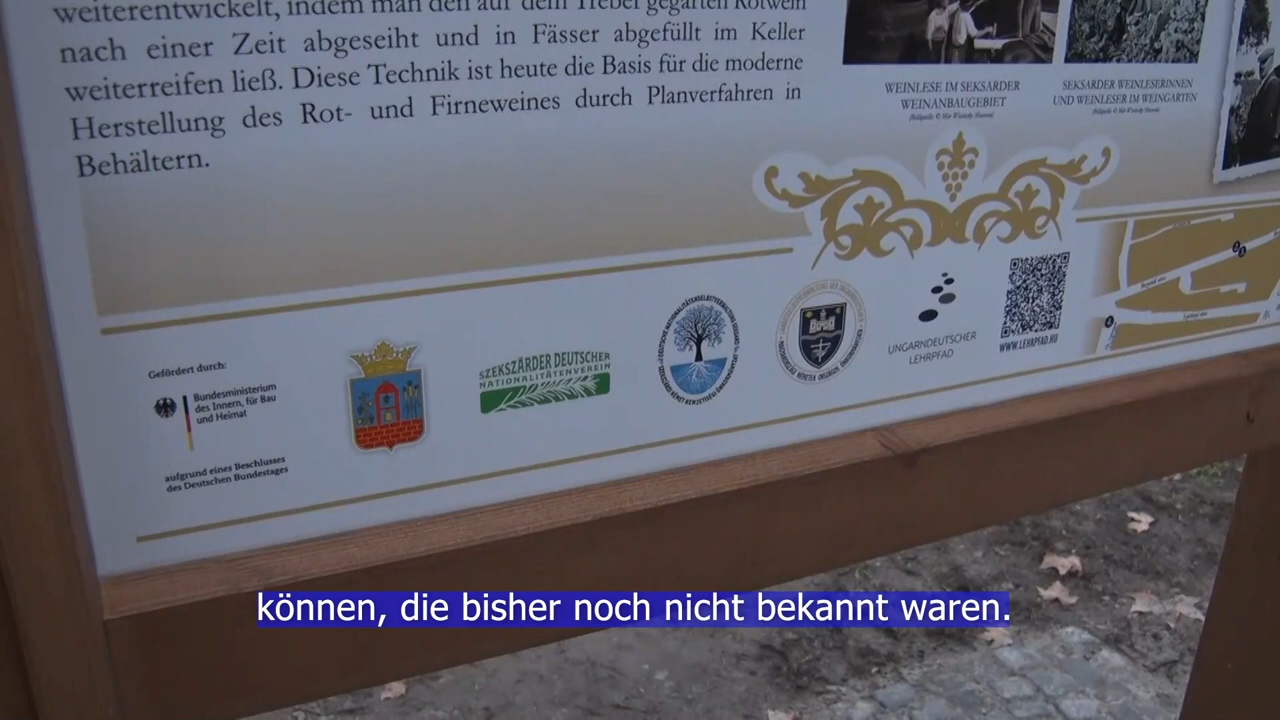 weiterentwickelt, indem man den auf dem Trebel gegärten Rotwein
nach einer Zeit abgeseiht und in Fässer abgefüllt im Keller
weiterreifen ließ. Diese Technik ist heute die Basis für die moderne
Herstellung des Rot- und Firneweines durch Planverfahren in
Behältern.
WEINLESE IM SEKSARDER
WEINANBAUGEBIET
SEKSARDER WEINLESERINNEN
UND WEINLESER IM WEINGARTEN
Gefördert durch:
Bundesministerium
des Innern, für Bau
und Heimat
aufgrund eines Beschlusses
des Deutschen Bundestages
SZEKSZÁRDER DEUTSCHER
NATIONALITÄTENVEREIN
UNGARNDEUTSCHER
LEHRPFAD
WWW.LEHRPFAD.HU
können, die bisher noch nicht bekannt waren.